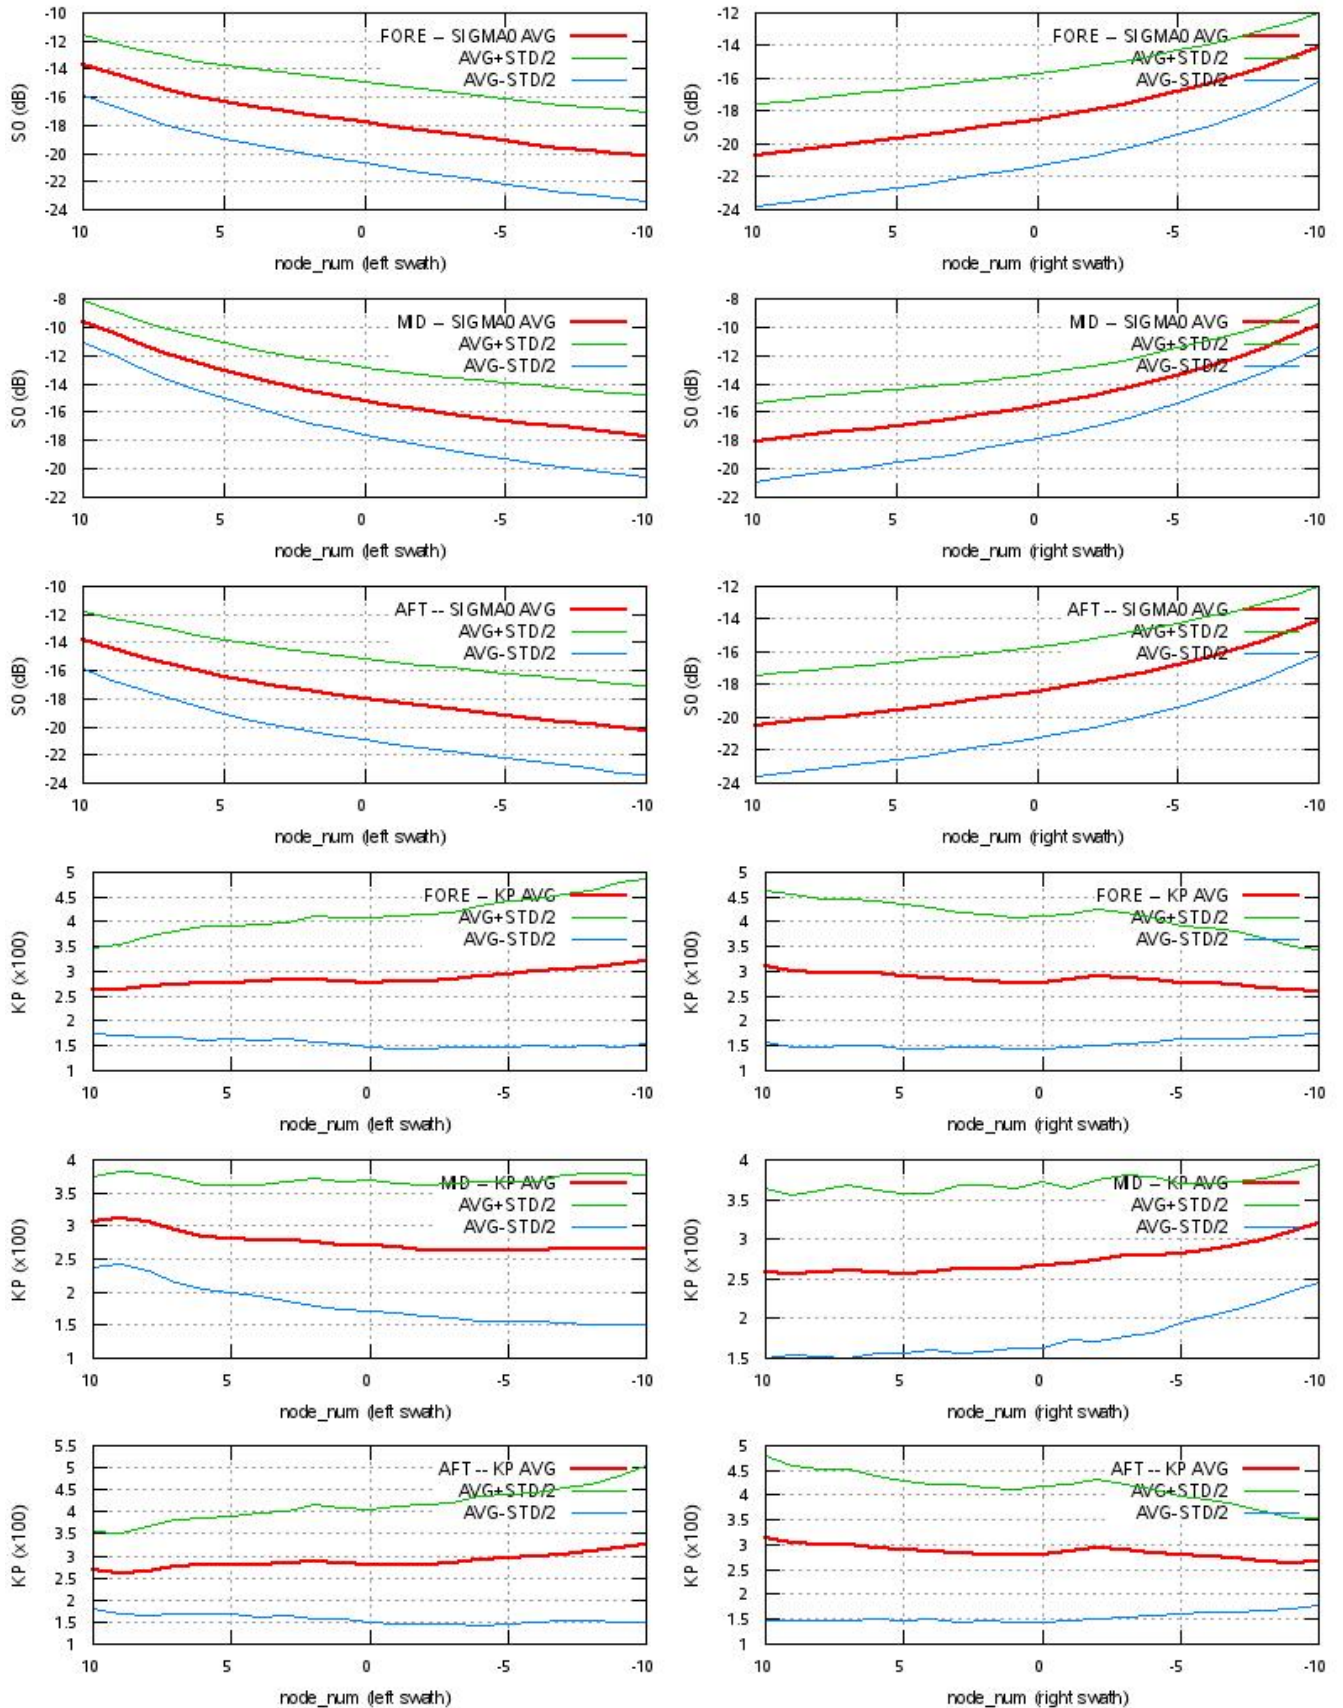 -10
FORE – SIGMA0 AVG
-12
AVG+STD/2
-14
AVG-STD/2
-16
-18
-20
-22
-24
S0 (dB)
10 5 0 -5 -10
node_num (left swath)
-12
FORE – SIGMA0 AVG
-14
AVG+STD/2
-16
AVG-STD/2
-18
-20
-22
-24
S0 (dB)
10 5 0 -5 -10
node_num (right swath)
-8
MID – SIGMA0 AVG
-10
AVG+STD/2
-12
AVG-STD/2
-14
-16
-18
-20
-22
S0 (dB)
10 5 0 -5 -10
node_num (left swath)
-8
MID – SIGMA0 AVG
-10
AVG+STD/2
-12
AVG-STD/2
-14
-16
-18
-20
-22
S0 (dB)
10 5 0 -5 -10
node_num (right swath)
-10
AFT -- SIGMA0 AVG
-12
AVG+STD/2
-14
AVG-STD/2
-16
-18
-20
-22
-24
S0 (dB)
10 5 0 -5 -10
node_num (left swath)
-12
AFT -- SIGMA0 AVG
-14
AVG+STD/2
-16
AVG-STD/2
-18
-20
-22
-24
S0 (dB)
10 5 0 -5 -10
node_num (right swath)
5
FORE – KP AVG
4.5
AVG+STD/2
4
AVG-STD/2
3.5
3
2.5
2
1.5
1
KP (x100)
10 5 0 -5 -10
node_num (left swath)
5
FORE – KP AVG
4.5
AVG+STD/2
4
AVG-STD/2
3.5
3
2.5
2
1.5
1
KP (x100)
10 5 0 -5 -10
node_num (right swath)
4
MID – KP AVG
3.5
AVG+STD/2
3
AVG-STD/2
2.5
2
1.5
1
KP (x100)
10 5 0 -5 -10
node_num (left swath)
4
MID – KP AVG
3.5
AVG+STD/2
3
AVG-STD/2
2.5
2
1.5
KP (x100)
10 5 0 -5 -10
node_num (right swath)
5.5
AFT -- KP AVG
5
AVG+STD/2
4.5
AVG-STD/2
4
3.5
3
2.5
2
1.5
1
KP (x100)
10 5 0 -5 -10
node_num (left swath)
5
AFT -- KP AVG
4.5
AVG+STD/2
4
AVG-STD/2
3.5
3
2.5
2
1.5
1
KP (x100)
10 5 0 -5 -10
node_num (right swath)